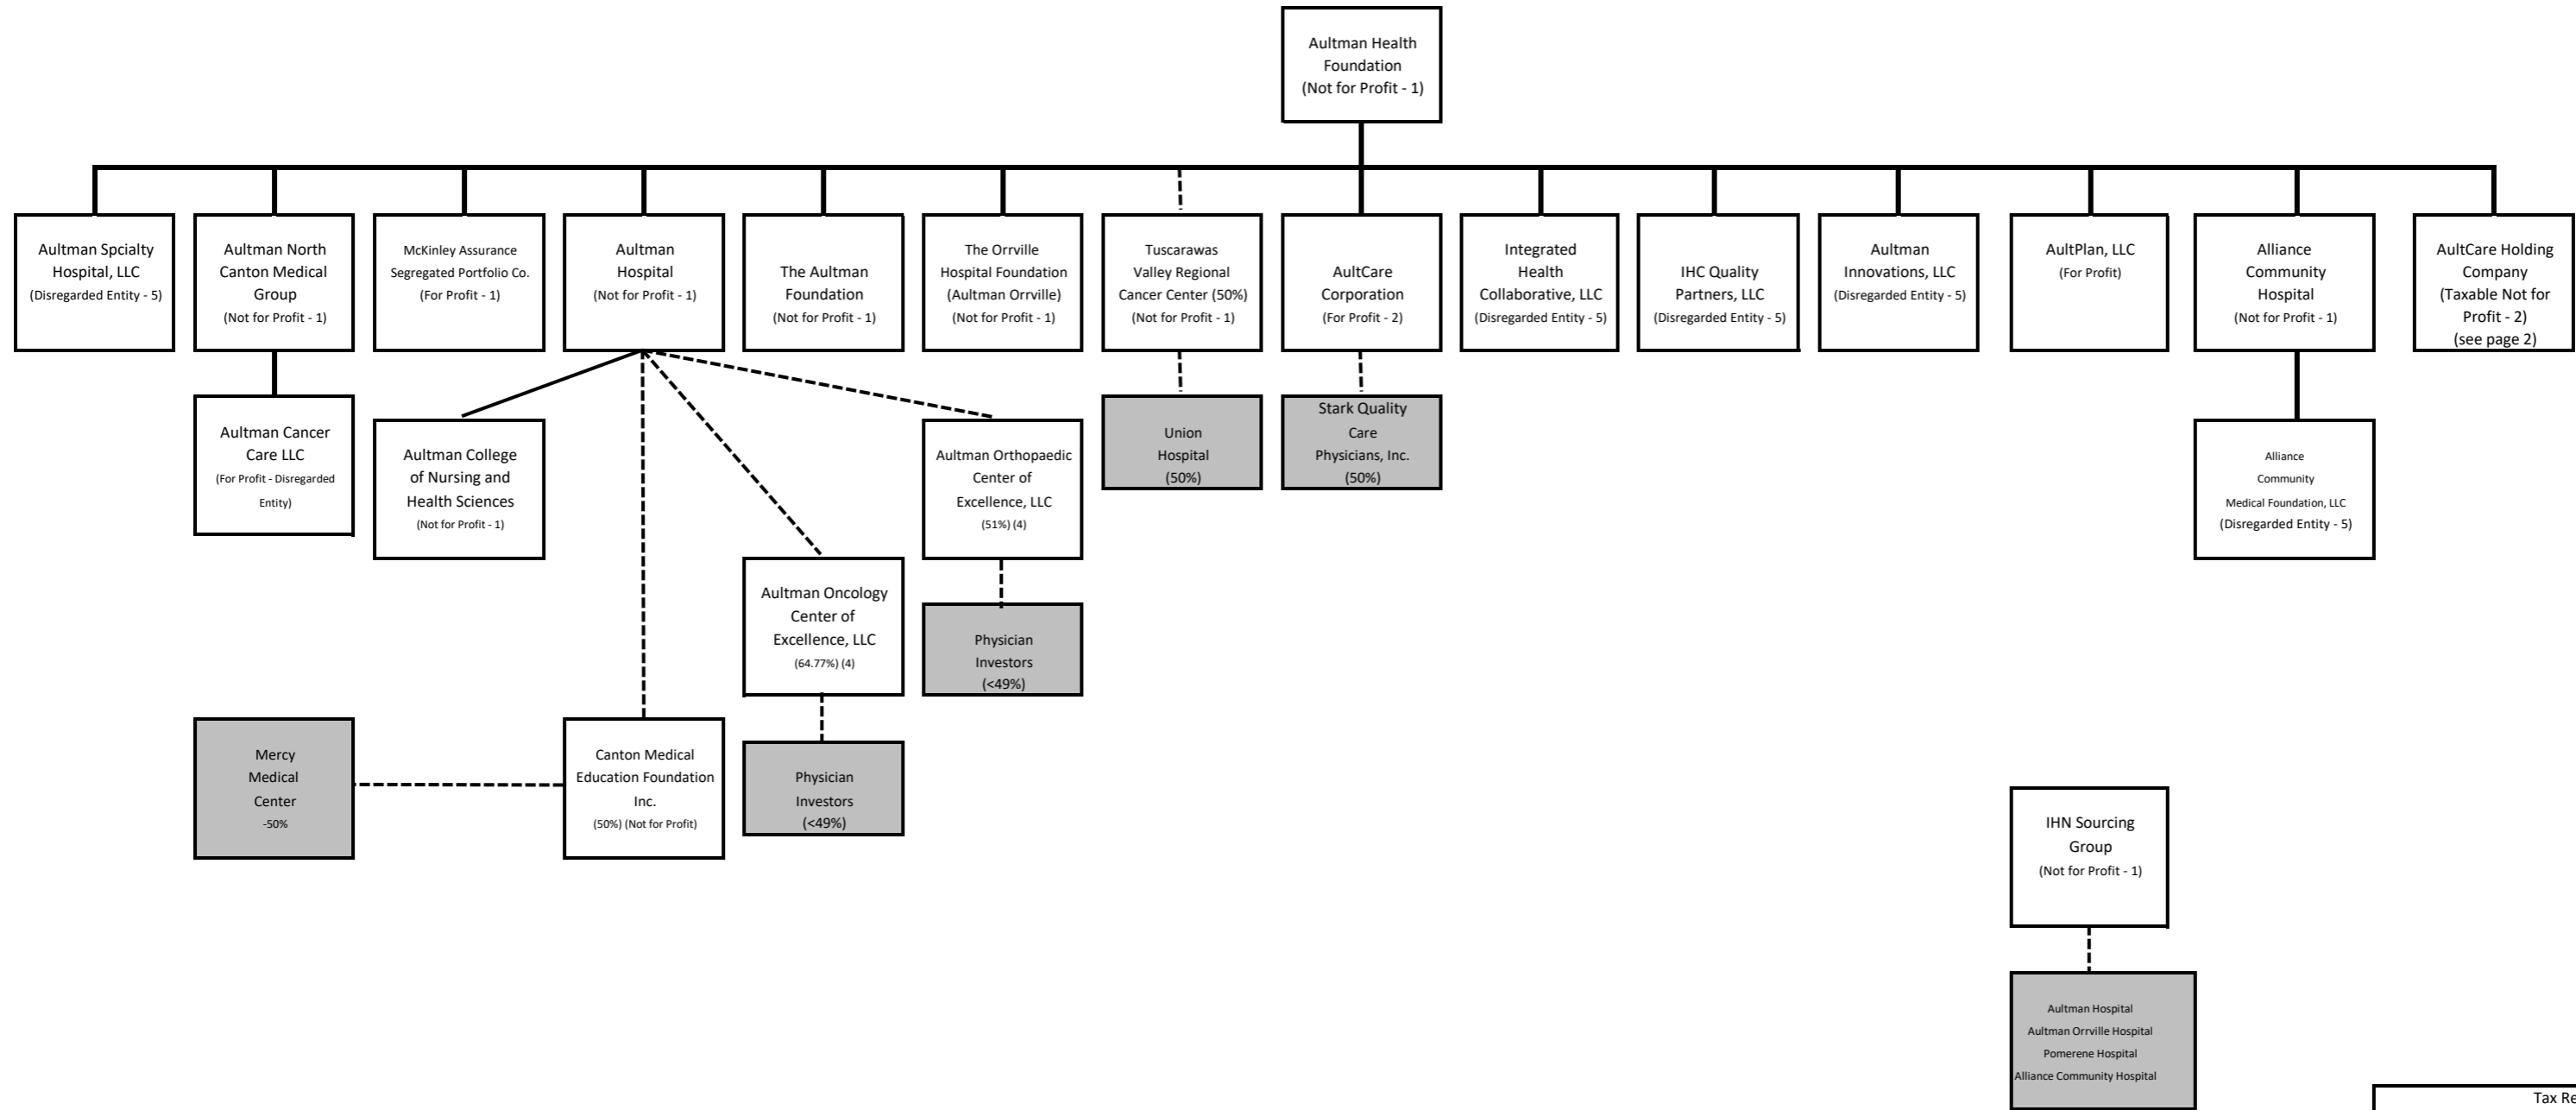 Aultman Health
Foundation
(Not for Profit - 1)
Aultman Spcialty
Hospital, LLC
(Disregarded Entity - 5)
Aultman North
Canton Medical
Group
(Not for Profit - 1)
McKinley Assurance
Segregated Portfolio Co.
(For Profit - 1)
Aultman
Hospital
(Not for Profit - 1)
The Aultman
Foundation
(Not for Profit - 1)
The Orrville
Hospital Foundation
(Aultman Orrville)
(Not for Profit - 1)
Tuscarawas
Valley Regional
Cancer Center (50%)
(Not for Profit - 1)
AultCare
Corporation
(For Profit - 2)
Integrated
Health
Collaborative, LLC
(Disregarded Entity - 5)
IHC Quality
Partners, LLC
(Disregarded Entity - 5)
Aultman
Innovations, LLC
(Disregarded Entity - 5)
AultPlan, LLC
(For Profit)
Alliance
Community
Hospital
(Not for Profit - 1)
AultCare Holding
Company
(Taxable Not for
Profit - 2)
(see page 2)
Aultman Cancer
Care LLC
(For Profit - Disregarded
Entity)
Aultman College
of Nursing and
Health Sciences
(Not for Profit - 1)
Aultman Orthopaedic
Center of
Excellence, LLC
(51%) (4)
Union
Hospital
(50%)
Stark Quality
Care
Physicians, Inc.
(50%)
Alliance
Community
Medical Foundation, LLC
(Disregarded Entity - 5)
Aultman Oncology
Center of
Excellence, LLC
(64.77%) (4)
Physician
Investors
(<49%)
Mercy
Medical
Center
-50%
Canton Medical
Education Foundation
Inc.
(50%) (Not for Profit)
Physician
Investors
(<49%)
IHN Sourcing
Group
(Not for Profit - 1)
Aultman Hospital
Aultman Orrville Hospital
Pomerene Hospital
Alliance Community Hospital
Tax Re